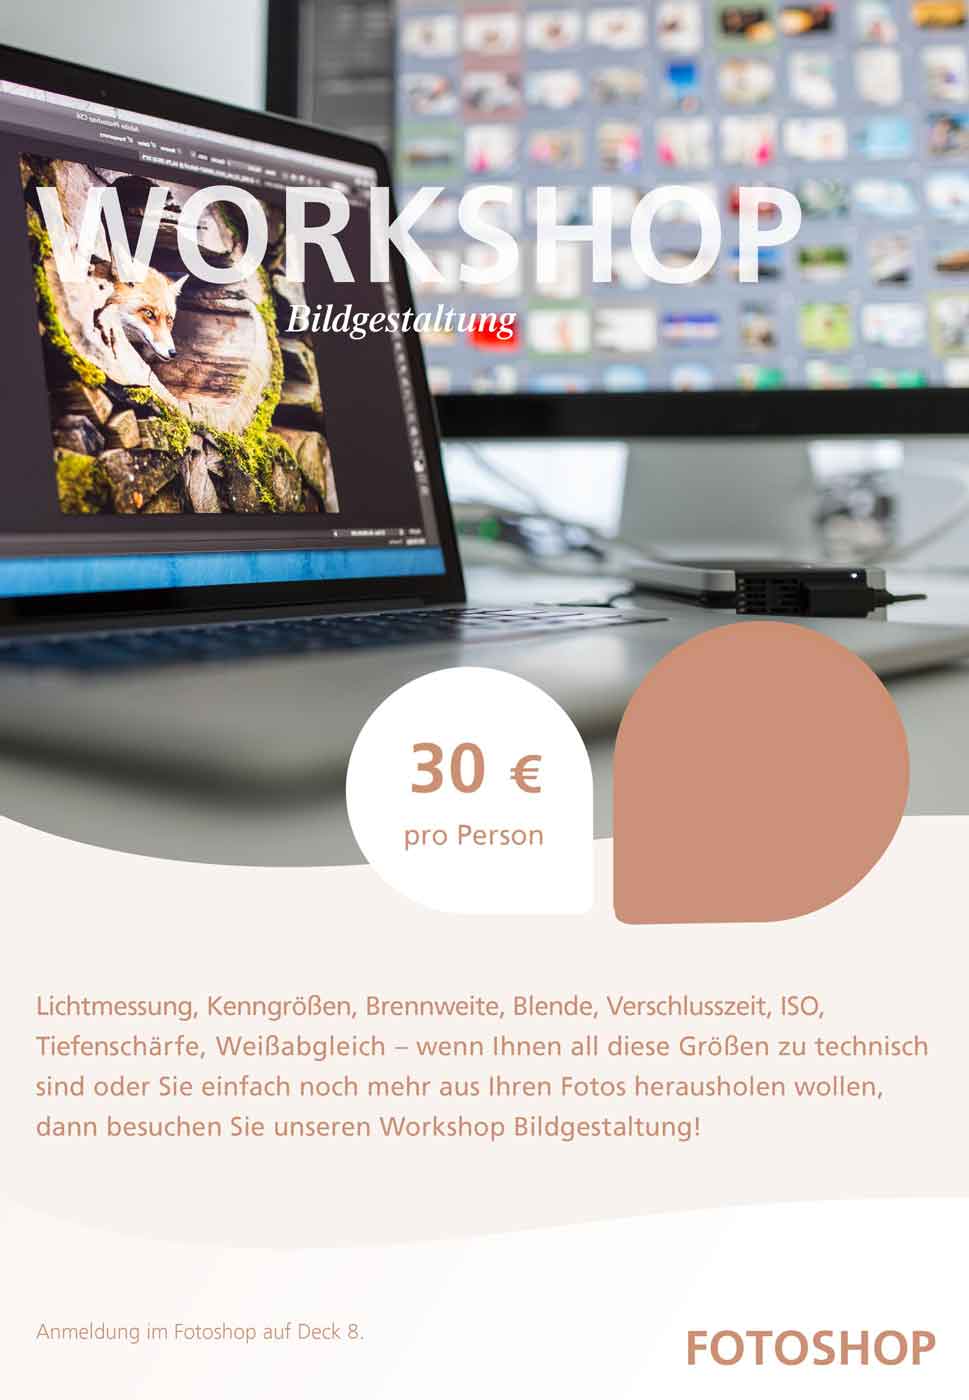 WORKSHOP
Bildgestaltung
30 €
pro Person
Lichtmessung, Kenngrößen, Brennweite, Blende, Verschlusszeit, ISO,
Tiefenschärfe, Weißabgleich – wenn Ihnen all diese Größen zu technisch
sind oder Sie einfach noch mehr aus Ihren Fotos herausholen wollen,
dann besuchen Sie unseren Workshop Bildgestaltung!
Anmeldung im Fotoshop auf Deck 8.
FOTOSHOP